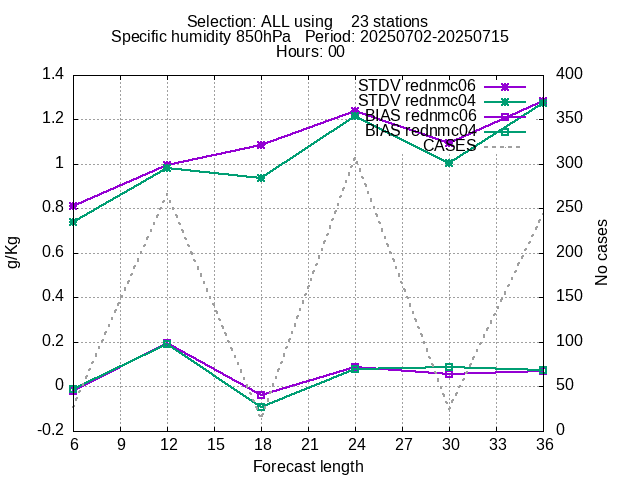 Selection: ALL using    23 stations
Specific humidity 850hPa   Period: 20250702-20250715
Hours: 00
STDV rednmc06
STDV rednmc04
BIAS rednmc06
BIAS rednmc04
CASES
1.4
1.2
1
0.8
0.6
0.4
0.2
0
-0.2
g/Kg
400
350
300
250
200
150
100
50
0
No cases
6 9 12 15 18 21 24 27 30 33 36
Forecast length